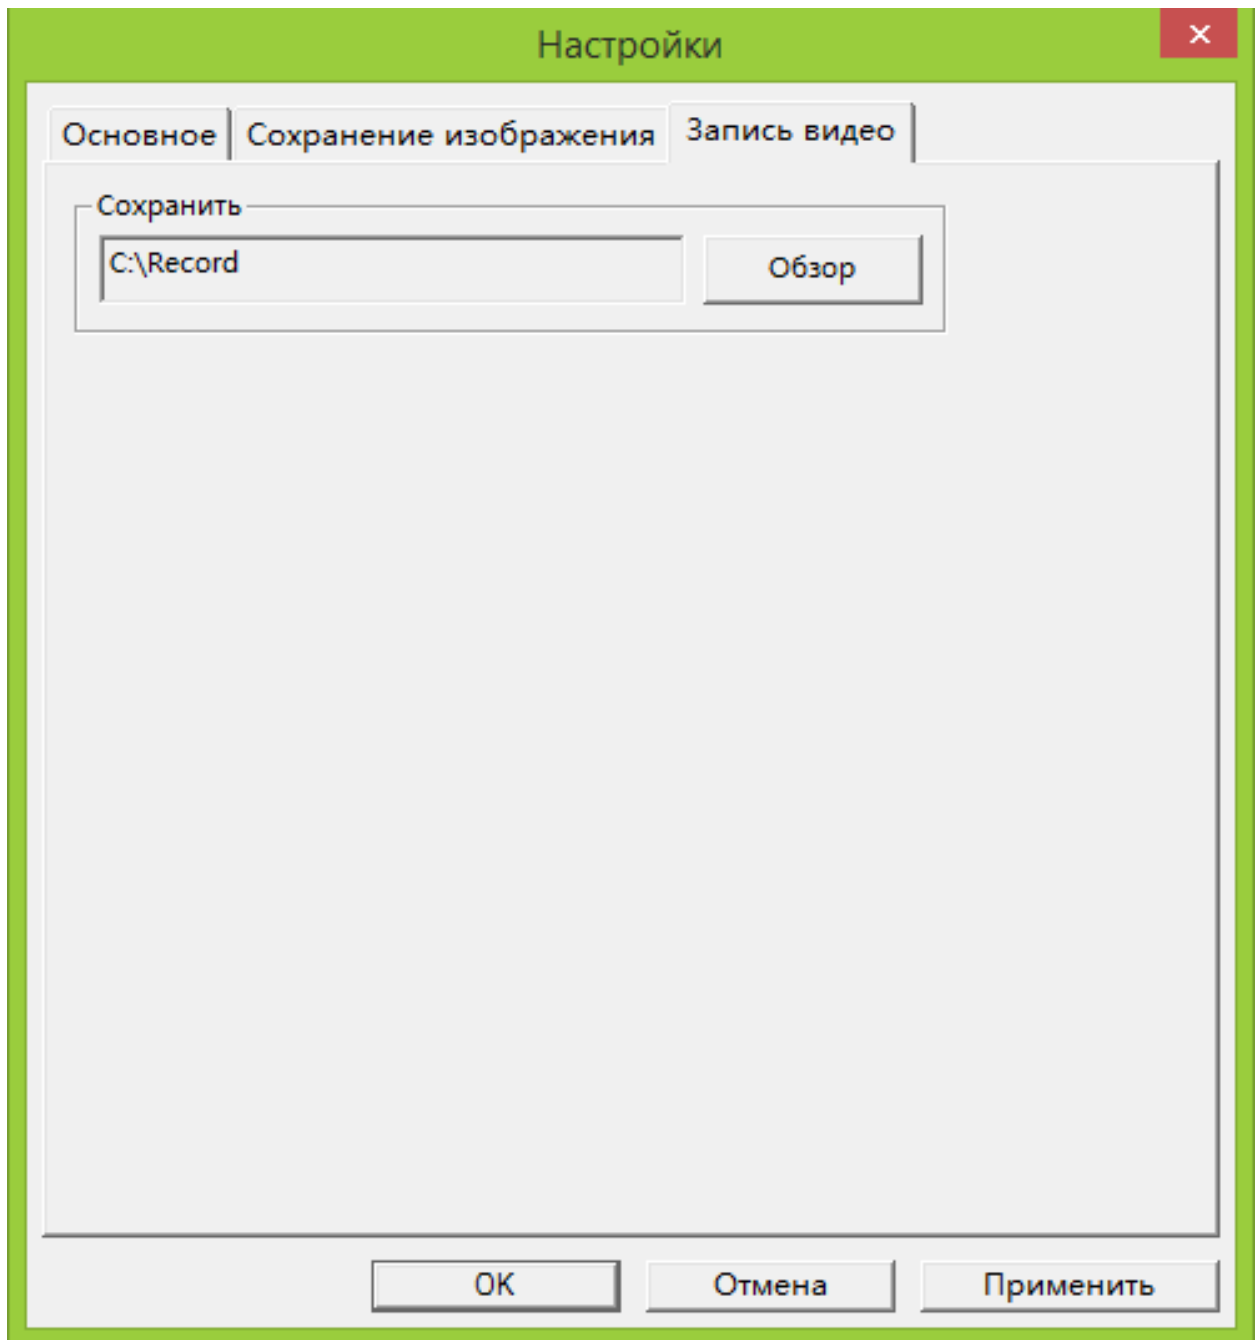 Настройки
Основное Сохранение изображения Запись видео
Сохранить
C:\Record Обзор
OK Отмена Применить